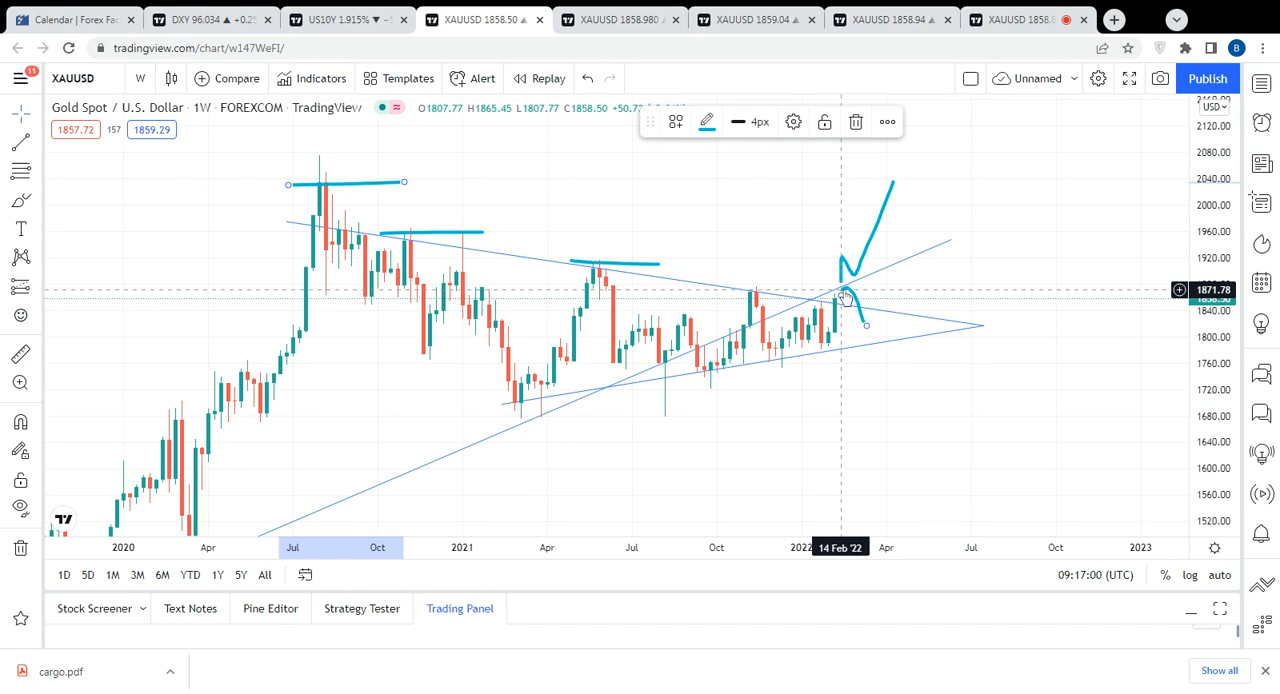 Calendar | Forex Fac
DXY 96.034 ▲ +0.2
US10Y 1.915% ▼
XAUUSD 1858.50 ▲
XAUUSD 1858.980
XAUUSD 1859.04 ▲
XAUUSD 1858.94 ▲
XAUUSD 1858.
tradingview.com/chart/w147WeFI/
B
11
XAUUSD
W
Compare
Indicators
Templates
Alert
Replay
Unnamed
Publish
Gold Spot / U.S. Dollar · 1W · FOREXCOM · TradingView
O1807.77 H1865.45 L1807.77 C1858.50 +50.7
1857.72
157
1859.29
4px
USD
2120.00
2080.00
2040.00
2000.00
1960.00
1920.00
1871.78
1840.00
1800.00
1760.00
1720.00
1680.00
1640.00
1600.00
1560.00
1520.00
2020
Apr
Jul
Oct
2021
Apr
Jul
Oct
2022
14 Feb '22
Apr
Jul
Oct
2023
1D 5D 1M 3M 6M YTD 1Y 5Y All
09:17:00 (UTC)
% log auto
Stock Screener
Text Notes
Pine Editor
Strategy Tester
Trading Panel
cargo.pdf
Show all